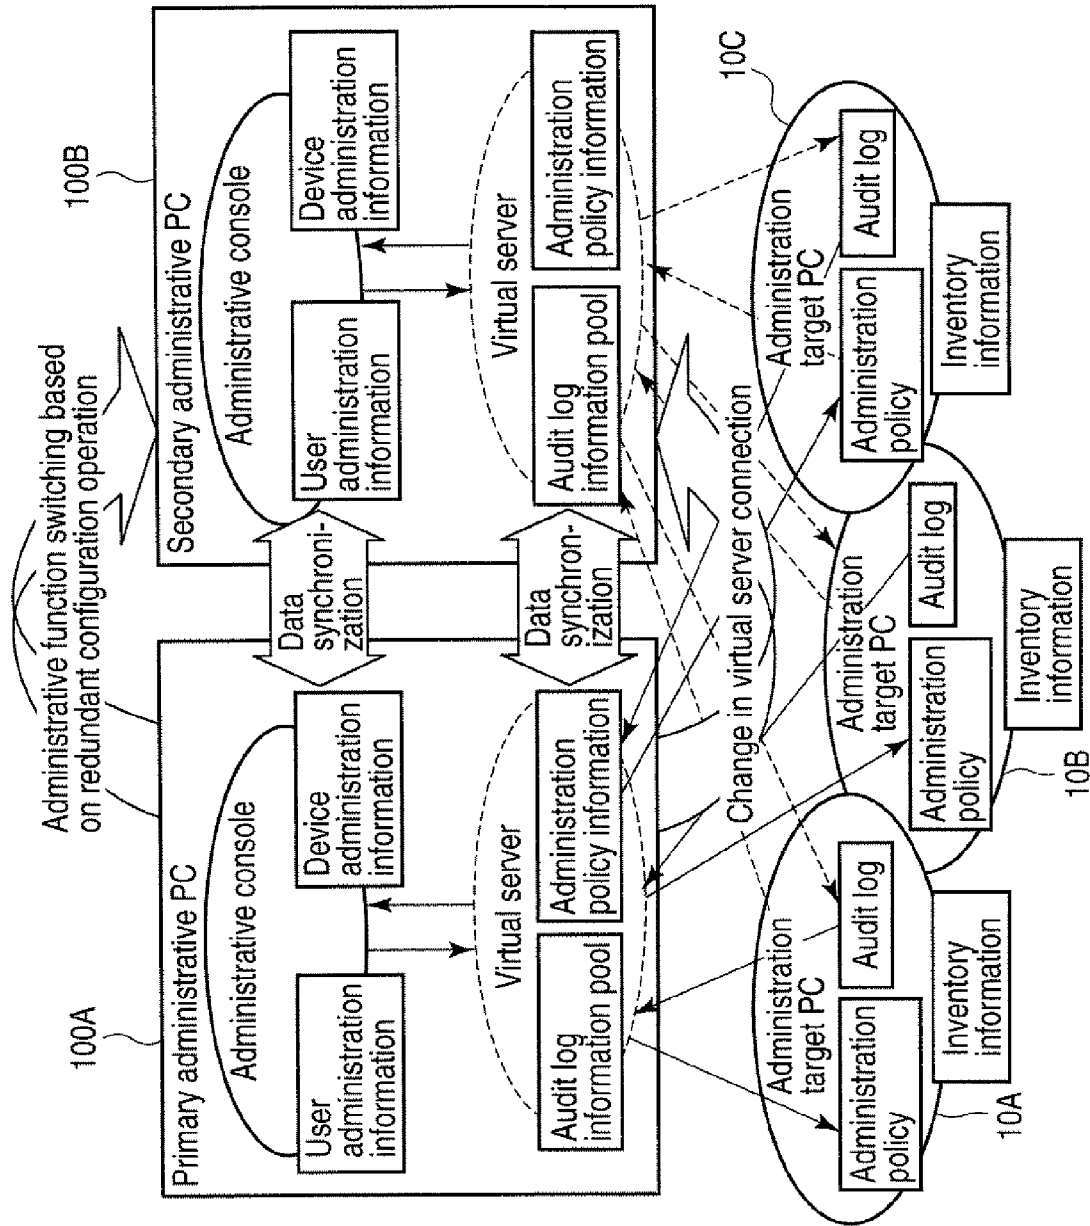 Administrative function switching based
on redundant configuration operation
100A
Primary administrative PC
Administrative console
User
administration
information
Device
administration
information
Virtual server
Audit log
information pool
Administration
policy information
Data
synchroni-
zation
Data
synchron-
ization
100B
Secondary administrative PC
Administrative console
User
administration
information
Device
administration
information
Virtual server
Audit log
information pool
Administration
policy information
Change in virtual server connection
Administration
target PC
Administration
policy
Audit log
Inventory
information
10A
Administration
target PC
Administration
policy
Audit log
Inventory
information
10B
Administration
target PC
Administration
policy
Audit log
Inventory
information
10C